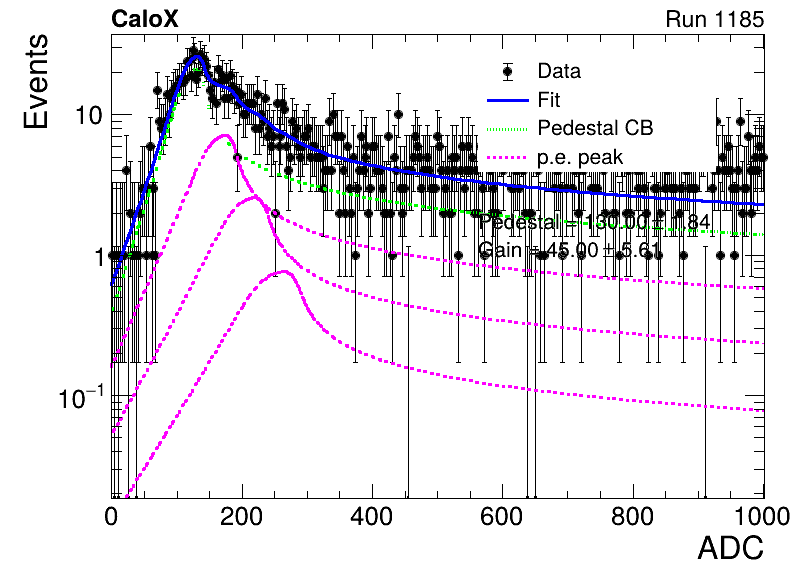 CaloX Run 1185
Events
Data
Fit
Pedestal CB
p.e. peak
Pedestal = 130.00 ± 84
Gain = 45.00 ± 5.61
10
1
10⁻¹
0 200 400 600 800 1000
ADC